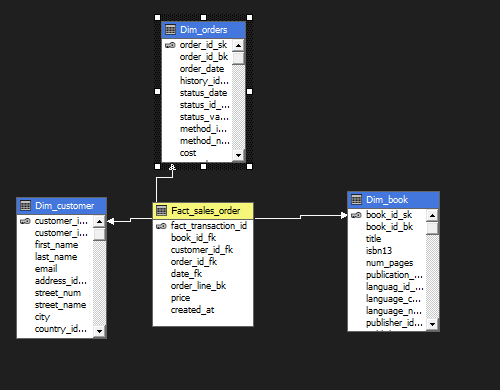 Dim_orders
order_id_sk
order_id_bk
order_date
history_id...
status_date
status_id_...
status_va...
method_i...
method_n...
cost
Dim_customer
customer_i...
customer_i...
first_name
last_name
email
address_id...
street_num
street_name
city
country_id...
Fact_sales_order
fact_transaction_id
book_id_fk
customer_id_fk
order_id_fk
date_fk
order_line_bk
price
created_at
Dim_book
book_id_sk
book_id_bk
title
isbn13
num_pages
publication_...
languag_id_...
language_c...
language_n...
publisher_id...